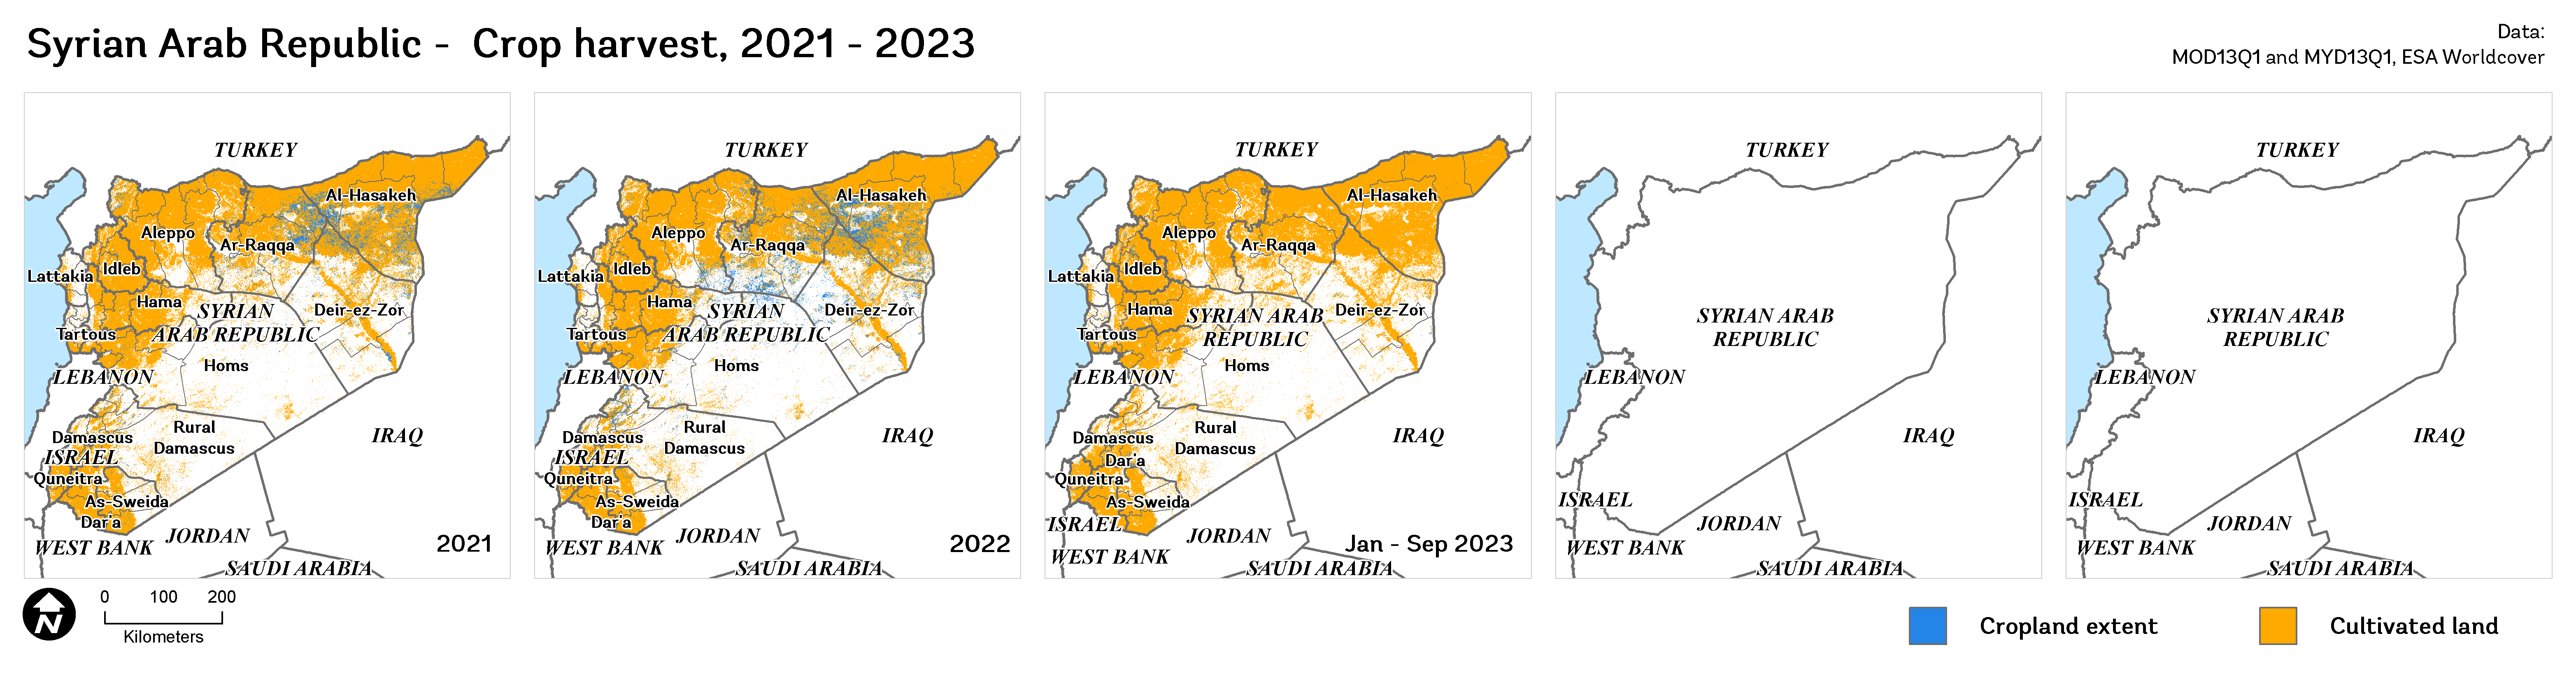 Syrian Arab Republic - Crop harvest, 2021 - 2023
Data:
MOD13Q1 and MYD13Q1, ESA Worldcover
TURKEY
Al-Hasakeh
Aleppo
Ar-Raqqa
Lattakia
Idleb
Hama
SYRIAN
Deir-ez-Zor
Tartous
ARAB REPUBLIC
Homs
LEBANON
Rural
Damascus
Damascus
IRAQ
ISRAEL
Quneitra
As-Sweida
Dar'a
JORDAN
WEST BANK
2021
SAUDI ARABIA
TURKEY
Al-Hasakeh
Aleppo
Ar-Raqqa
Lattakia
Idleb
Hama
SYRIAN
Deir-ez-Zor
Tartous
ARAB REPUBLIC
Homs
LEBANON
Rural
Damascus
Damascus
IRAQ
ISRAEL
Quneitra
As-Sweida
Dar'a
JORDAN
WEST BANK
2022
SAUDI ARABIA
TURKEY
Al-Hasakeh
Aleppo
Ar-Raqqa
Lattakia
Idleb
Hama
SYRIAN ARAB
REPUBLIC
Deir-ez-Zor
Tartous
Homs
LEBANON
Rural
Damascus
Damascus
IRAQ
Dar'a
Quneitra
As-Sweida
ISRAEL
JORDAN
WEST BANK
Jan - Sep 2023
SAUDI ARABIA
TURKEY
SYRIAN ARAB
REPUBLIC
LEBANON
IRAQ
ISRAEL
JORDAN
WEST BANK
SAUDI ARABIA
TURKEY
SYRIAN ARAB
REPUBLIC
LEBANON
IRAQ
ISRAEL
JORDAN
WEST BANK
SAUDI ARABIA
N
0 100 200
Kilometers
Cropland extent
Cultivated land